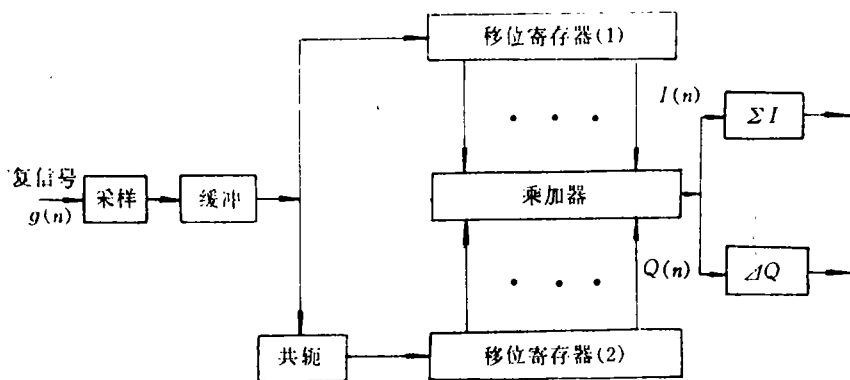 移位寄存器(1)
I(n)
ΣI
复信号
g(n)
采样
缓冲
乘加器
Q(n)
ΔQ
共轭
移位寄存器(2)